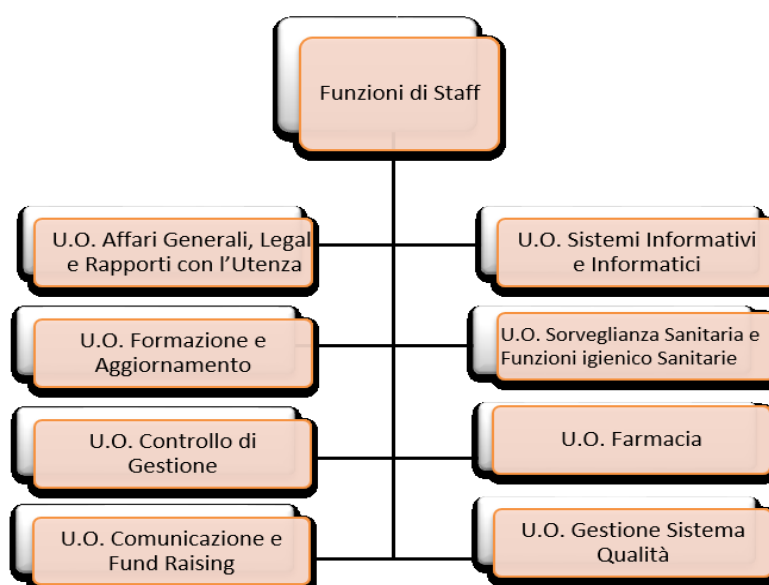 Funzioni di Staff
U.O. Affari Generali, Legal
e Rapporti con l'Utenza
U.O. Sistemi Informativi
e Informatici
U.O. Formazione e
Aggiornamento
U.O. Sorveglianza Sanitaria e
Funzioni igienico Sanitarie
U.O. Controllo di
Gestione
U.O. Farmacia
U.O. Comunicazione e
Fund Raising
U.O. Gestione Sistema
Qualità